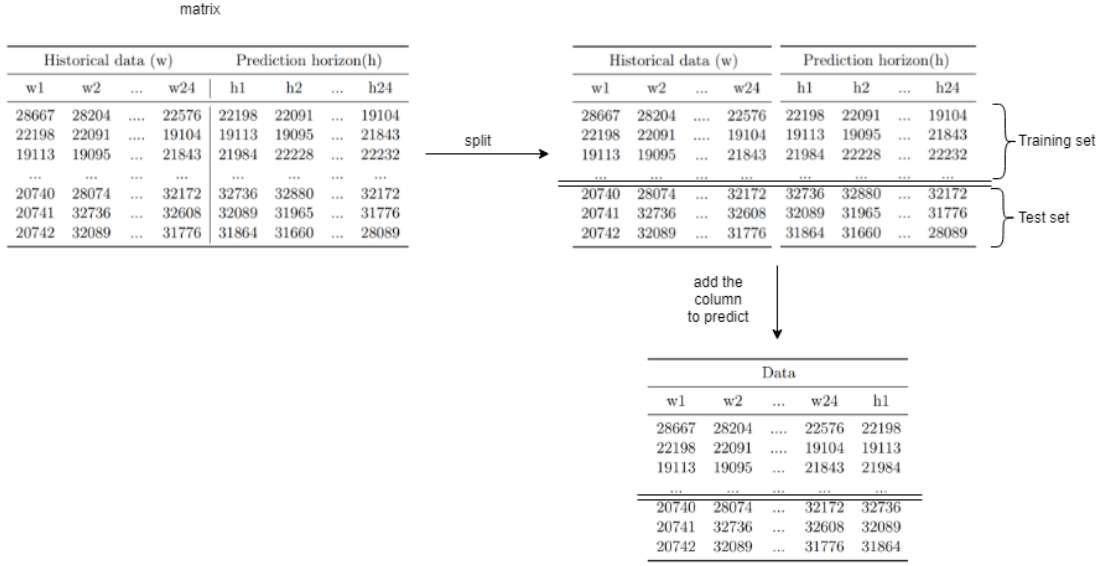 matrix
Historical data (w) Prediction horizon(h)
w1 w2 ... w24 h1 h2 ... h24
28667 28204 .... 22576 22198 22091 ... 19104
22198 22091 .... 19104 19113 19095 ... 21843
19113 19095 ... 21843 21984 22228 ... 22232
... ... ... ... ... ... ... ...
20740 28074 ... 32172 32736 32880 ... 32172
20741 32736 ... 32608 32089 31965 ... 31776
20742 32089 ... 31776 31864 31660 ... 28089
split
Historical data (w) Prediction horizon(h)
w1 w2 ... w24 h1 h2 ... h24
28667 28204 .... 22576 22198 22091 ... 19104
22198 22091 .... 19104 19113 19095 ... 21843
19113 19095 ... 21843 21984 22228 ... 22232
... ... ... ... ... ... ... ...
Training set
20740 28074 ... 32172 32736 32880 ... 32172
20741 32736 ... 32608 32089 31965 ... 31776
20742 32089 ... 31776 31864 31660 ... 28089
Test set
add the
column
to predict
Data
w1 w2 ... w24 h1
28667 28204 .... 22576 22198
22198 22091 .... 19104 19113
19113 19095 ... 21843 21984
... ... ... ... ...
20740 28074 ... 32172 32736
20741 32736 ... 32608 32089
20742 32089 ... 31776 31864